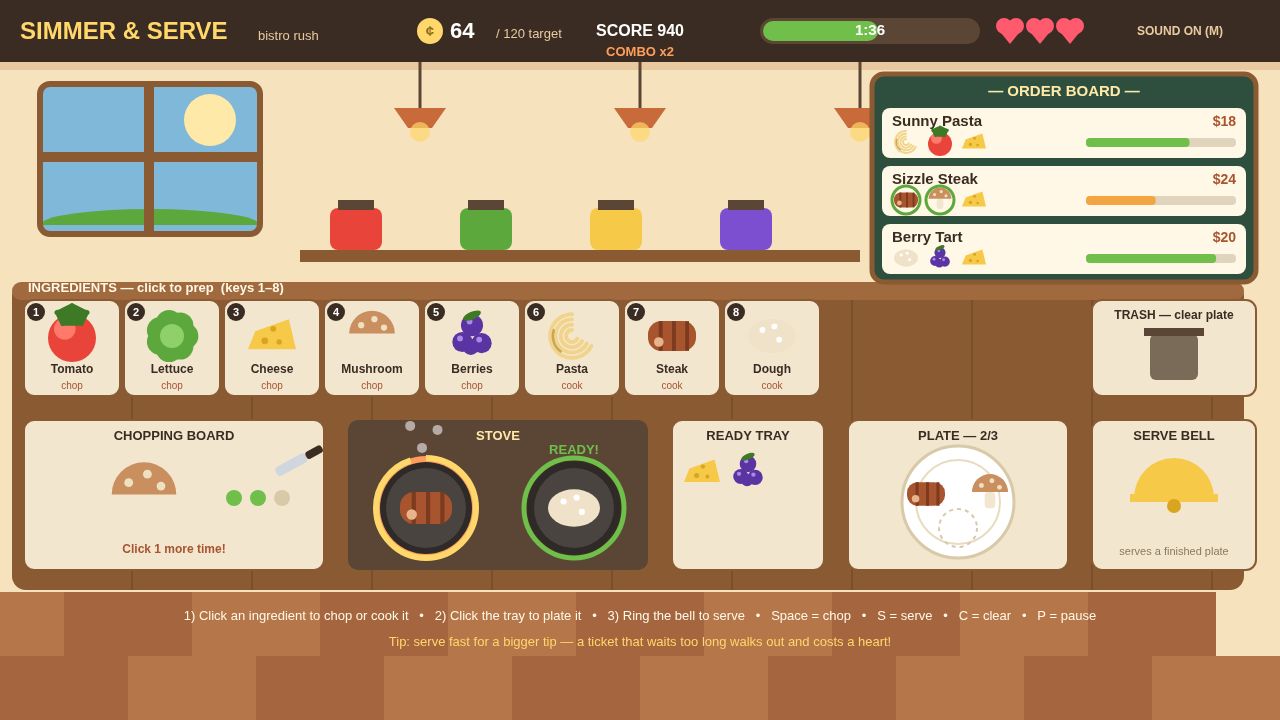 SIMMER & SERVE
bistro rush
¢ 64 / 120 target
SCORE 940
COMBO x2
1:36
SOUND ON (M)
— ORDER BOARD —
Sunny Pasta $18
Sizzle Steak $24
Berry Tart $20
INGREDIENTS — click to prep (keys 1–8)
1 Tomato chop
2 Lettuce chop
3 Cheese chop
4 Mushroom chop
5 Berries chop
6 Pasta cook
7 Steak cook
8 Dough cook
TRASH — clear plate
CHOPPING BOARD
Click 1 more time!
STOVE
READY!
READY TRAY
PLATE — 2/3
SERVE BELL
serves a finished plate
1) Click an ingredient to chop or cook it • 2) Click the tray to plate it • 3) Ring the bell to serve • Space = chop • S = serve • C = clear • P = pause
Tip: serve fast for a bigger tip — a ticket that waits too long walks out and costs a heart!